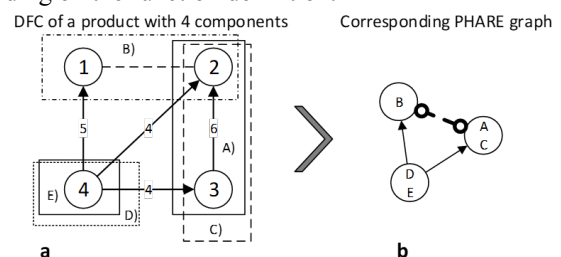 DFC of a product with 4 components
Corresponding PHARE graph
B)
1
2
5
4
6
A)
E)
4
4
3
D)
C)
a
B
A
C
D
E
b